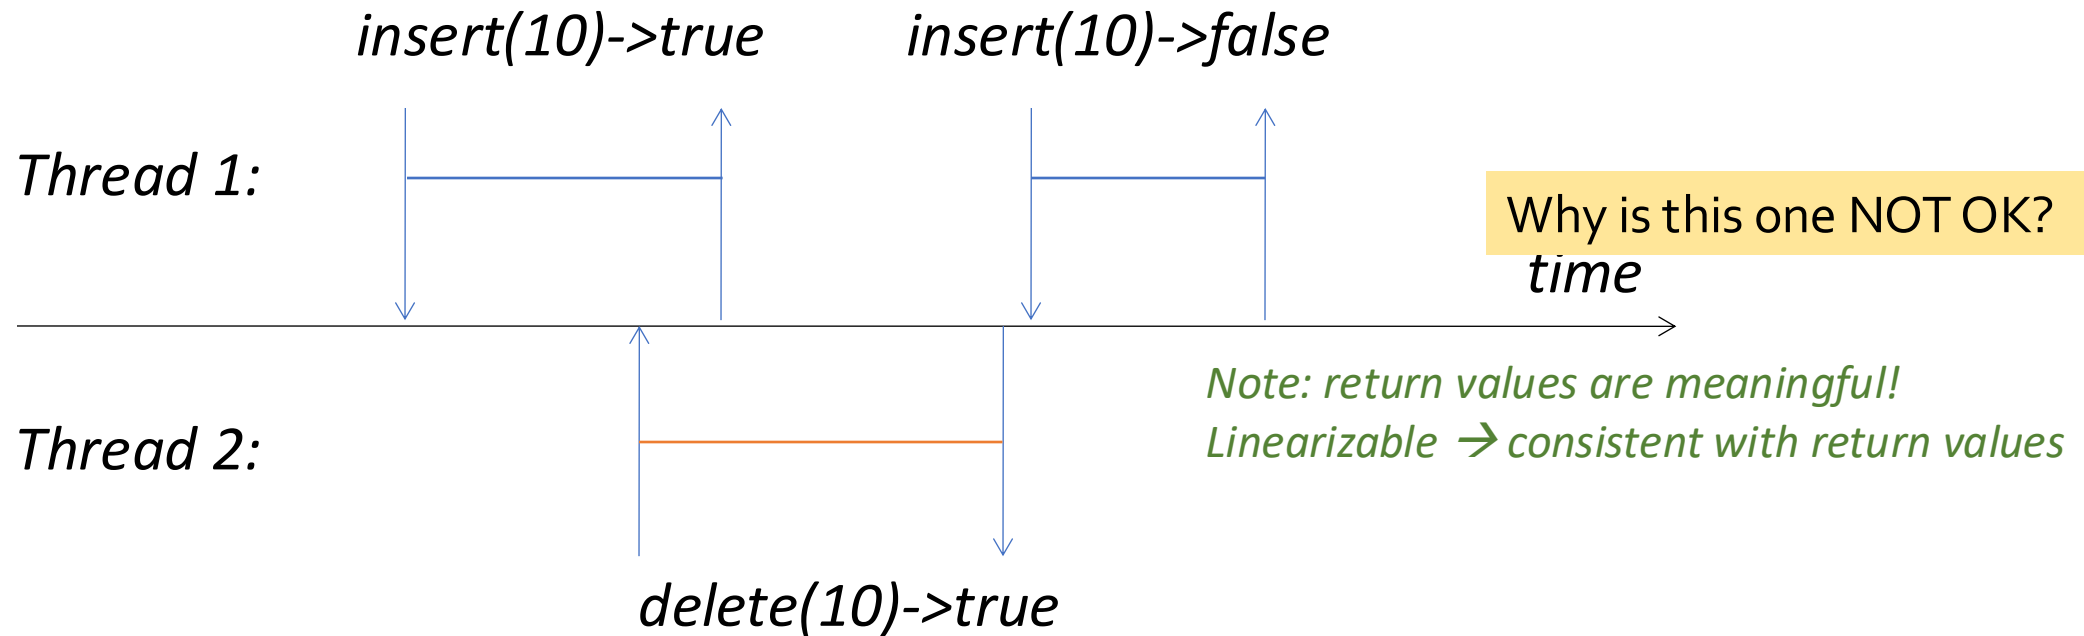 insert(10)->true insert(10)->false
Thread 1:
Why is this one NOT OK?
time
Note: return values are meaningful!
Linearizable → consistent with return values
Thread 2:
delete(10)->true